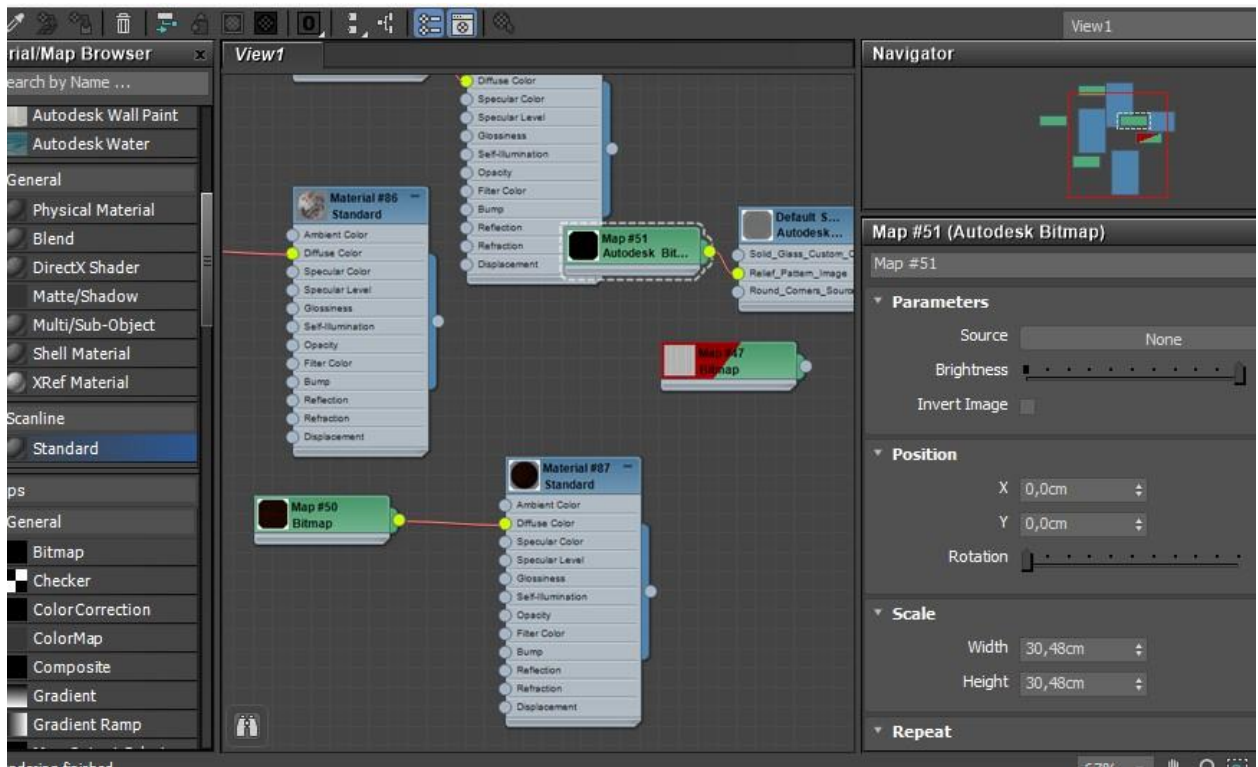 View1
rial/Map Browser x
earch by Name ...
Autodesk Wall Paint
Autodesk Water
General
Physical Material
Blend
DirectX Shader
Matte/Shadow
Multi/Sub-Object
Shell Material
XRef Material
Scanline
Standard
ps
General
Bitmap
Checker
ColorCorrection
ColorMap
Composite
Gradient
Gradient Ramp
View1
Diffuse Color
Specular Color
Specular Level
Glossiness
Self-Illumination
Opacity
Filter Color
Bump
Reflection
Refraction
Displacement
Material #86
Standard
Ambient Color
Diffuse Color
Specular Color
Specular Level
Glossiness
Self-Illumination
Opacity
Filter Color
Bump
Reflection
Refraction
Displacement
Map #51
Autodesk Bit...
Default S...
Autodesk...
Solid_Glass_Custom_C
Relief_Pattern_Image
Round_Corners_Source
Map #47
Bitmap
Map #50
Bitmap
Material #87
Standard
Ambient Color
Diffuse Color
Specular Color
Specular Level
Glossiness
Self-Illumination
Opacity
Filter Color
Bump
Reflection
Refraction
Displacement
Navigator
Map #51 (Autodesk Bitmap)
Map #51
Parameters
Source None
Brightness
Invert Image
Position
X 0,0cm
Y 0,0cm
Rotation
Scale
Width 30,48cm
Height 30,48cm
Repeat